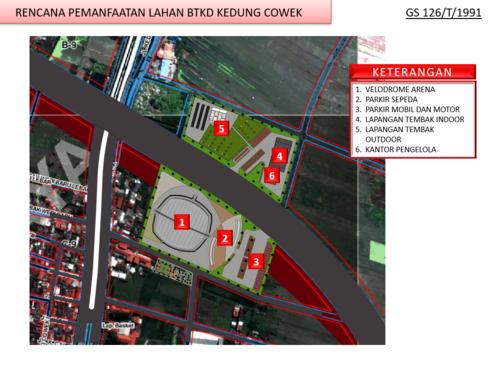 RENCANA PEMANFAATAN LAHAN BTKD KEDUNG COWEK
GS 126/T/1991
B-9
KETERANGAN
1. VELODROME ARENA
2. PARKIR SEPEDA
3. PARKIR MOBIL DAN MOTOR
4. LAPANGAN TEMBAK INDOOR
5. LAPANGAN TEMBAK
OUTDOOR
6. KANTOR PENGELOLA
5
4
6
1
2
3
Lap. Basket